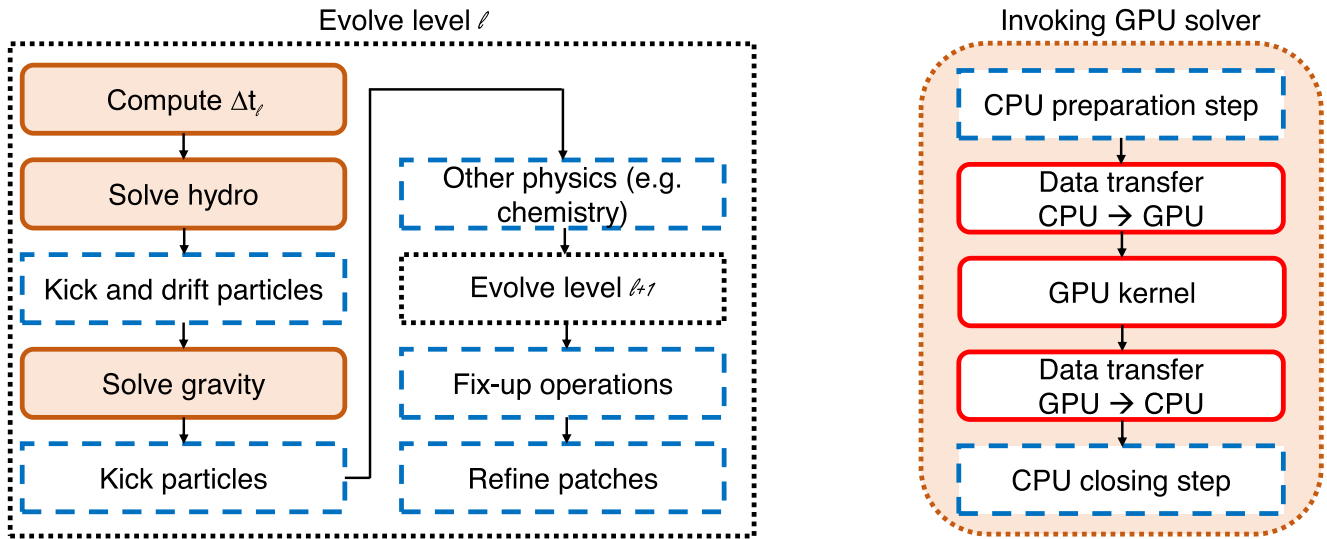 Evolve level ℓ
Compute Δtℓ
Solve hydro
Kick and drift particles
Solve gravity
Kick particles
Other physics (e.g.
chemistry)
Evolve level ℓ+1
Fix-up operations
Refine patches
Invoking GPU solver
CPU preparation step
Data transfer
CPU → GPU
GPU kernel
Data transfer
GPU → CPU
CPU closing step